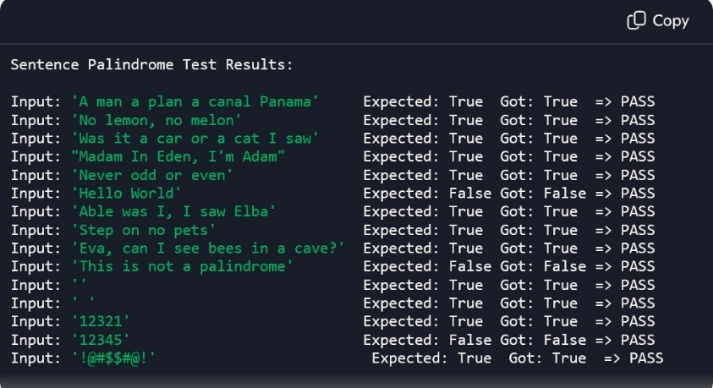 Copy
Sentence Palindrome Test Results:
Input: 'A man a plan a canal Panama' Expected: True Got: True => PASS
Input: 'No lemon, no melon' Expected: True Got: True => PASS
Input: 'Was it a car or a cat I saw' Expected: True Got: True => PASS
Input: "Madam In Eden, I'm Adam" Expected: True Got: True => PASS
Input: 'Never odd or even' Expected: True Got: True => PASS
Input: 'Hello World' Expected: False Got: False => PASS
Input: 'Able was I, I saw Elba' Expected: True Got: True => PASS
Input: 'Step on no pets' Expected: True Got: True => PASS
Input: 'Eva, can I see bees in a cave?' Expected: True Got: True => PASS
Input: 'This is not a palindrome' Expected: False Got: False => PASS
Input: '' Expected: True Got: True => PASS
Input: ' ' Expected: True Got: True => PASS
Input: '12321' Expected: True Got: True => PASS
Input: '12345' Expected: False Got: False => PASS
Input: '!@#$$#@!' Expected: True Got: True => PASS